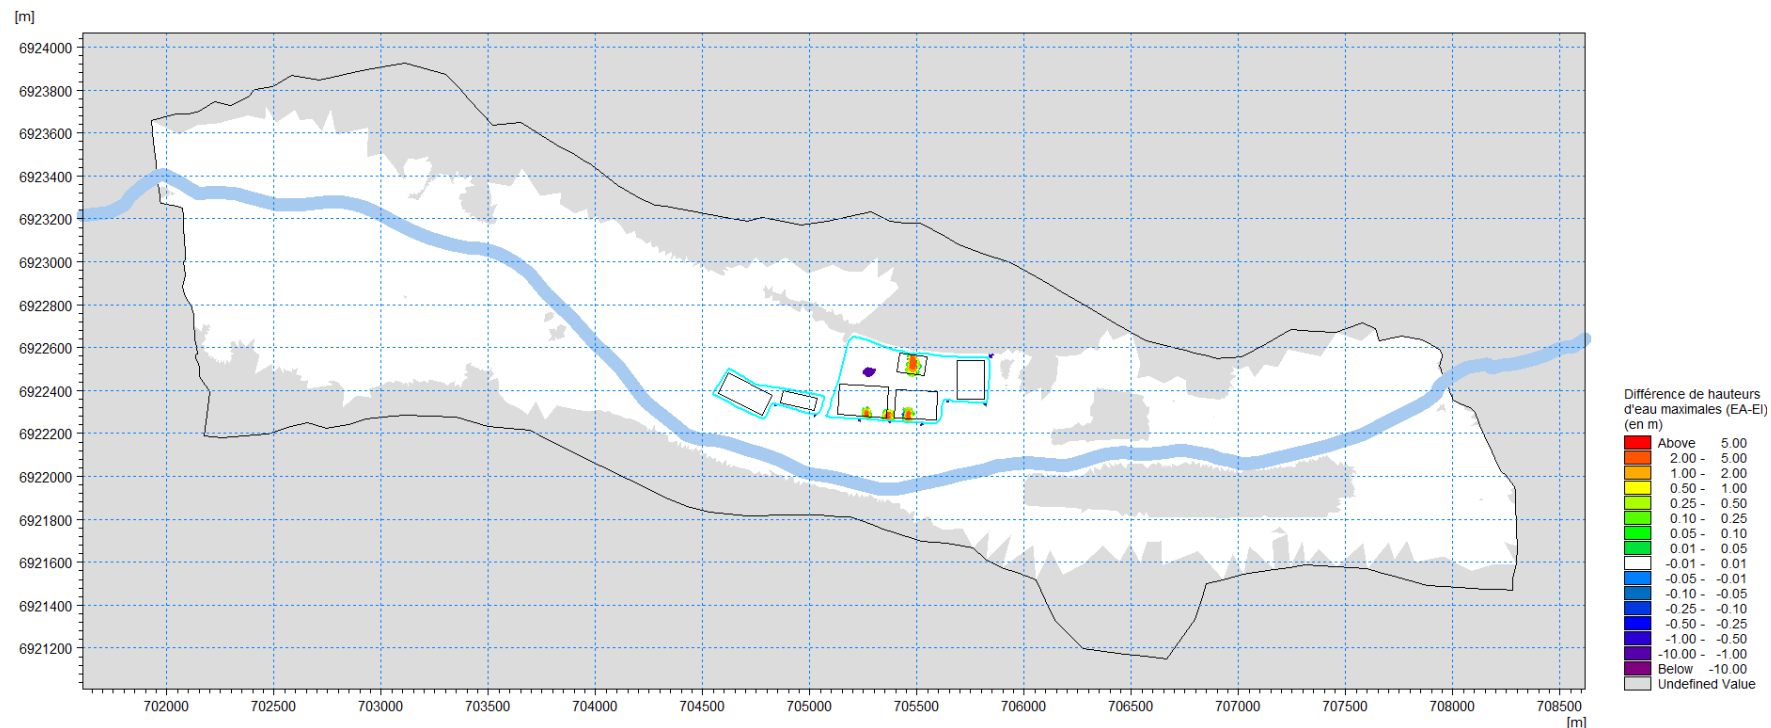 [m]
6924000
6923800
6923600
6923400
6923200
6923000
6922800
6922600
6922400
6922200
6922000
6921800
6921600
6921400
6921200
702000 702500 703000 703500 704000 704500 705000 705500 706000 706500 707000 707500 708000 708500
[m]
Différence de hauteurs
d'eau maximales (EA-EI)
(en m)
Above 5.00
2.00 - 5.00
1.00 - 2.00
0.50 - 1.00
0.25 - 0.50
0.10 - 0.25
0.05 - 0.10
0.01 - 0.05
-0.01 - 0.01
-0.05 - -0.01
-0.10 - -0.05
-0.25 - -0.10
-0.50 - -0.25
-1.00 - -0.50
-10.00 - -1.00
Below -10.00
Undefined Value